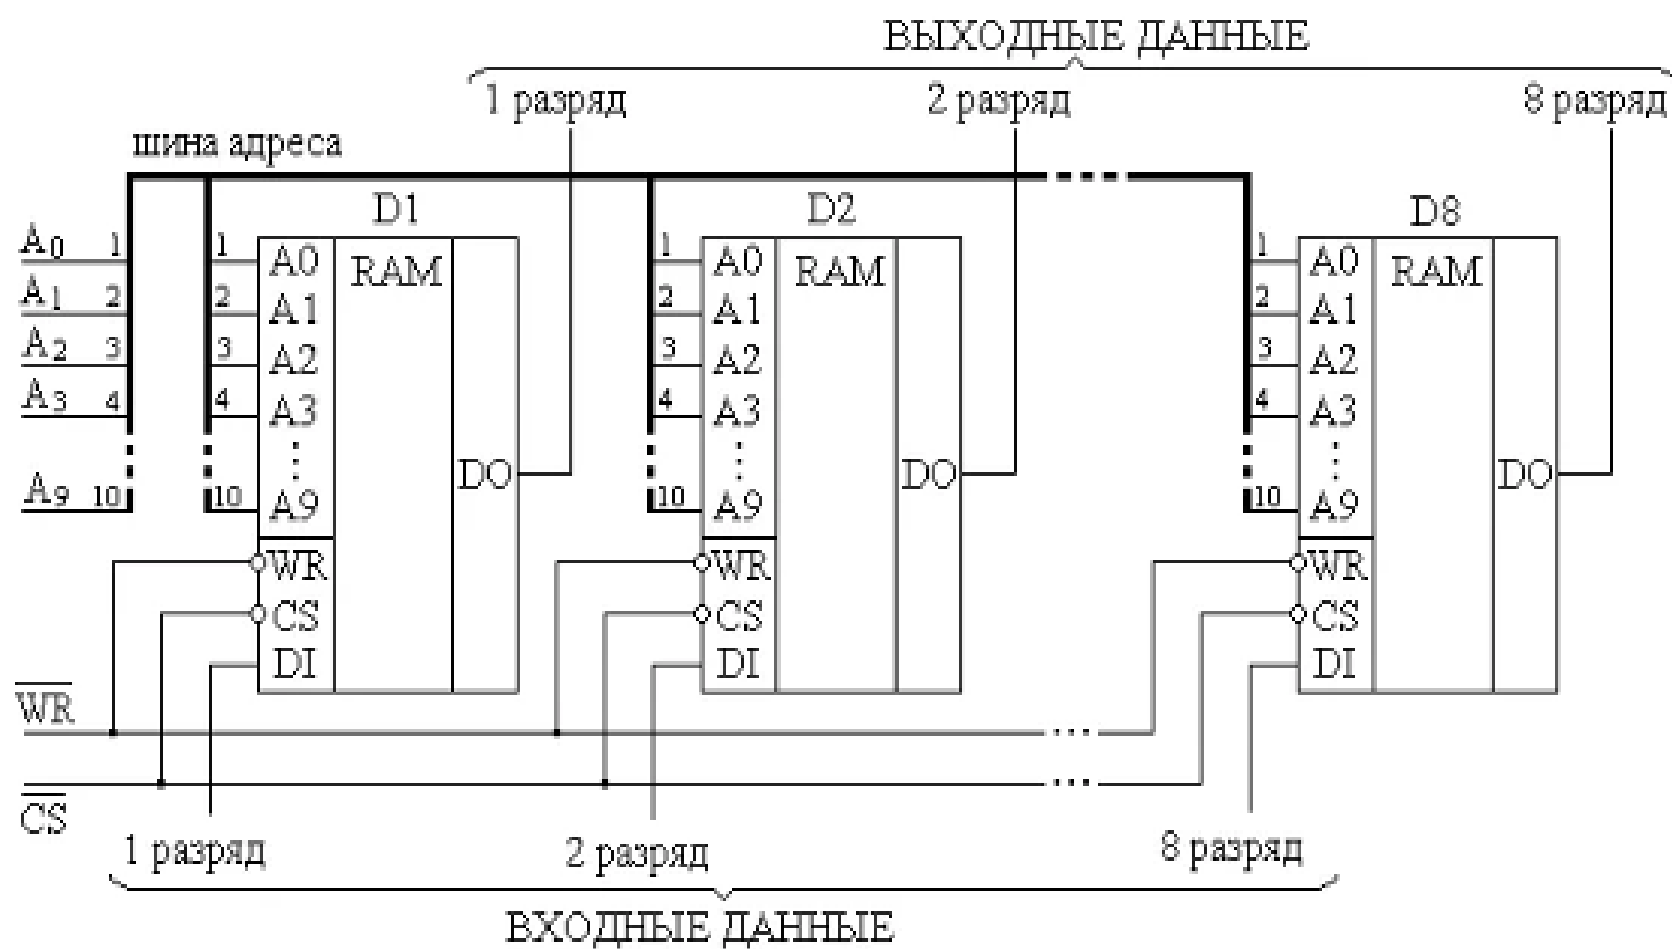 ВЫХОДНЫЕ ДАННЫЕ
1 разряд 2 разряд 8 разряд
шина адреса
D1 D2 D8
A0 1 1 A0 RAM 1 A0 RAM 1 A0 RAM
A1 2 2 A1 2 A1 2 A1
A2 3 3 A2 3 A2 3 A2
A3 4 4 A3 4 A3 4 A3
DO DO DO
A9 10 10 A9 10 A9 10 A9
WR WR WR
CS CS CS
DI DI DI
W̅R̅
C̅S̅
1 разряд 2 разряд 8 разряд
ВХОДНЫЕ ДАННЫЕ